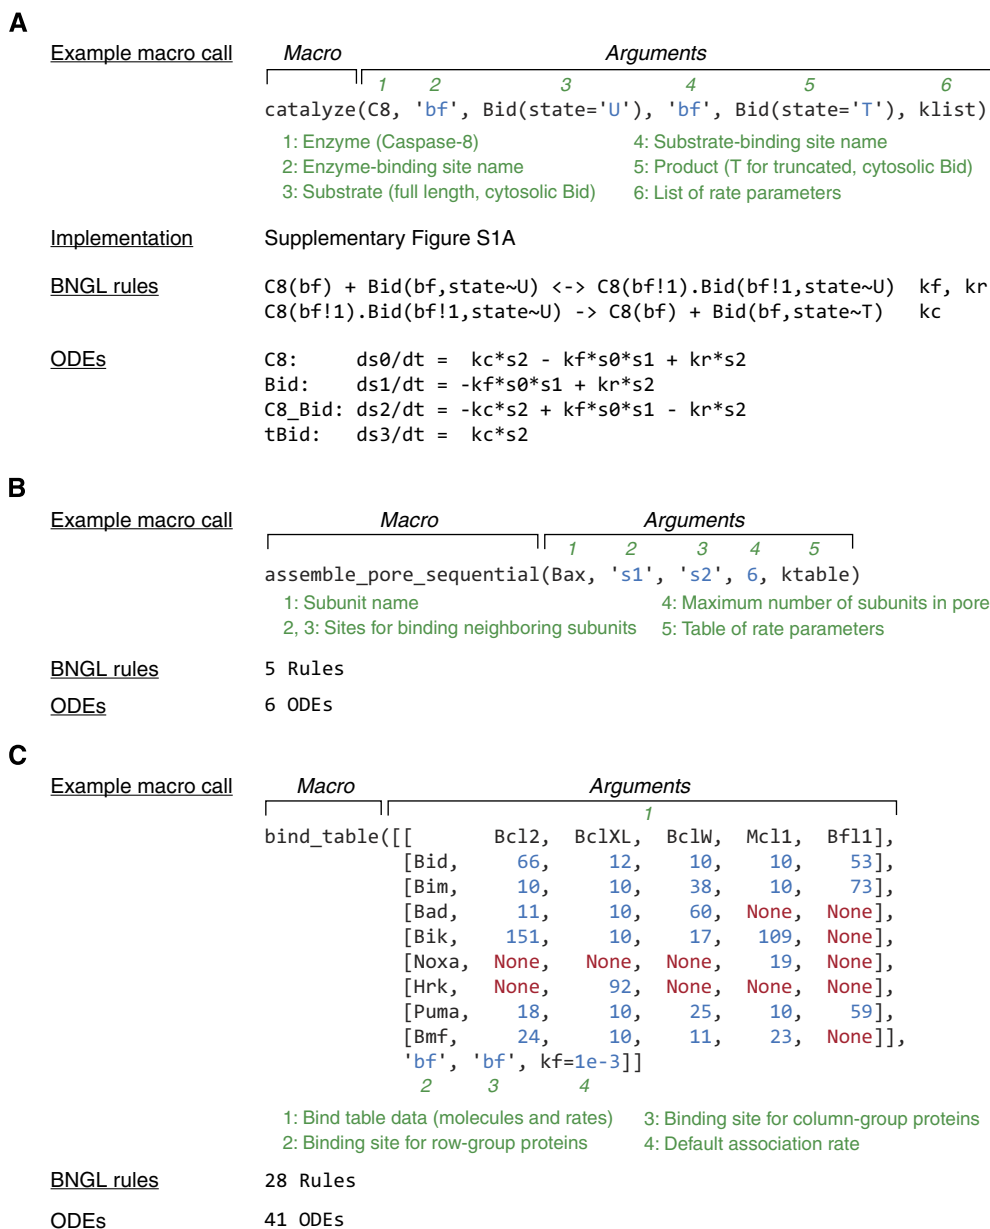 A
Example macro call
Macro Arguments
1 2 3 4 5 6
catalyze(C8, 'bf', Bid(state='U'), 'bf', Bid(state='T'), klist)
1: Enzyme (Caspase-8) 4: Substrate-binding site name
2: Enzyme-binding site name 5: Product (T for truncated, cytosolic Bid)
3: Substrate (full length, cytosolic Bid) 6: List of rate parameters
Implementation Supplementary Figure S1A
BNGL rules C8(bf) + Bid(bf,state~U) <-> C8(bf!1).Bid(bf!1,state~U) kf, kr
C8(bf!1).Bid(bf!1,state~U) -> C8(bf) + Bid(bf,state~T) kc
ODEs C8: ds0/dt = kc*s2 - kf*s0*s1 + kr*s2
Bid: ds1/dt = -kf*s0*s1 + kr*s2
C8_Bid: ds2/dt = -kc*s2 + kf*s0*s1 - kr*s2
tBid: ds3/dt = kc*s2
B
Example macro call
Macro Arguments
1 2 3 4 5
assemble_pore_sequential(Bax, 's1', 's2', 6, ktable)
1: Subunit name 4: Maximum number of subunits in pore
2, 3: Sites for binding neighboring subunits 5: Table of rate parameters
BNGL rules 5 Rules
ODEs 6 ODEs
C
Example macro call
Macro Arguments
1
bind_table([[ Bcl2, BclXL, BclW, Mcl1, Bfl1],
[Bid, 66, 12, 10, 10, 53],
[Bim, 10, 10, 38, 10, 73],
[Bad, 11, 10, 60, None, None],
[Bik, 151, 10, 17, 109, None],
[Noxa, None, None, None, 19, None],
[Hrk, None, 92, None, None, None],
[Puma, 18, 10, 25, 10, 59],
[Bmf, 24, 10, 11, 23, None]],
'bf', 'bf', kf=1e-3]]
2 3 4
1: Bind table data (molecules and rates) 3: Binding site for column-group proteins
2: Binding site for row-group proteins 4: Default association rate
BNGL rules 28 Rules
ODEs 41 ODEs